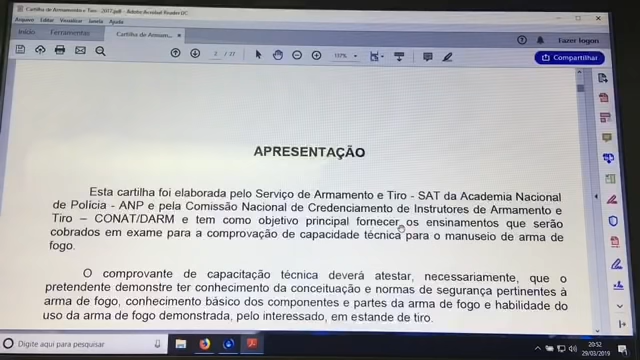 Cartilha de Armamento e Tiro - 2017.pdf - Adobe Acrobat Reader DC
Arquivo Editar Visualizar Janela Ajuda
Início Ferramentas Cartilha de Armam... × Fazer logon
2 / 27 Compartilhar
APRESENTAÇÃO
Esta cartilha foi elaborada pelo Serviço de Armamento e Tiro - SAT da Academia Nacional
de Polícia - ANP e pela Comissão Nacional de Credenciamento de Instrutores de Armamento e
Tiro – CONAT/DARM e tem como objetivo principal fornecer os ensinamentos que serão
cobrados em exame para a comprovação de capacidade técnica para o manuseio de arma de
fogo.
O comprovante de capacitação técnica deverá atestar, necessariamente, que o
pretendente demonstre ter conhecimento da conceituação e normas de segurança pertinentes à
arma de fogo, conhecimento básico dos componentes e partes da arma de fogo e habilidade do
uso da arma de fogo demonstrada, pelo interessado, em estande de tiro.
Digite aqui para pesquisar
20:52
29/03/2019